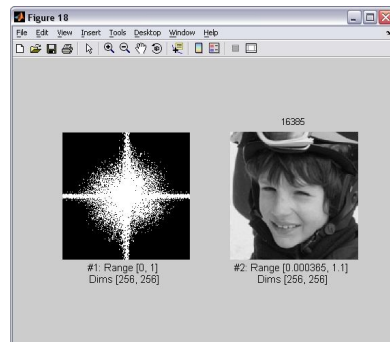 Figure 18
File Edit View Insert Tools Desktop Window Help
16385
#1: Range [0, 1]
Dims [256, 256]
#2: Range [0.000365, 1.1]
Dims [256, 256]